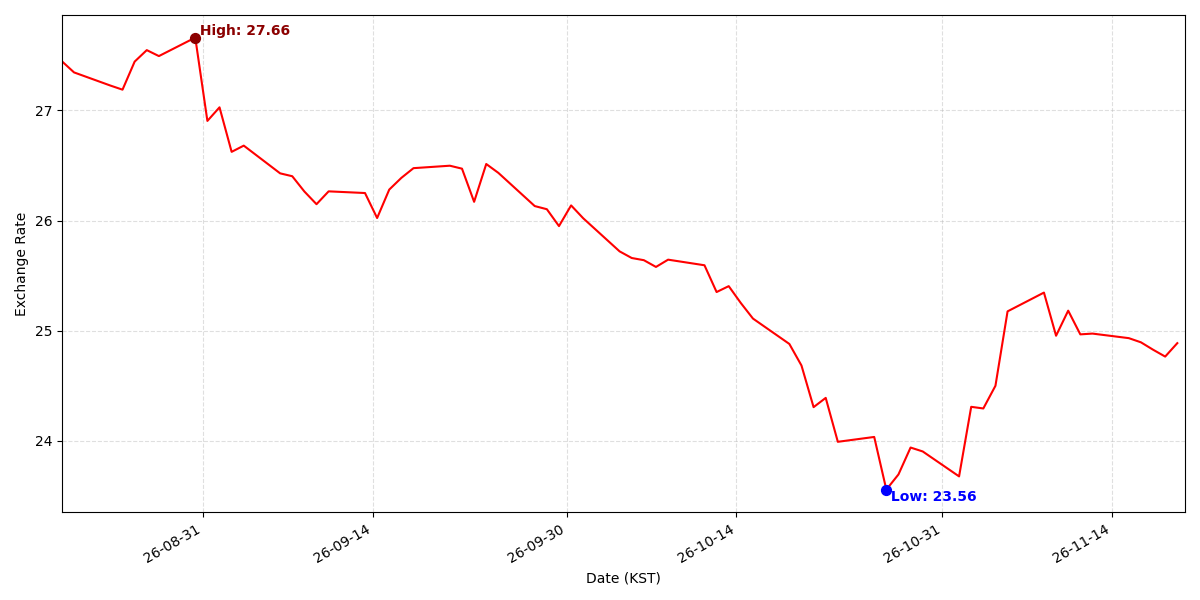 High: 27.66
27
26
25
24
Exchange Rate
Low: 23.56
26-08-31
26-09-14
26-09-30
26-10-14
26-10-31
26-11-14
Date (KST)